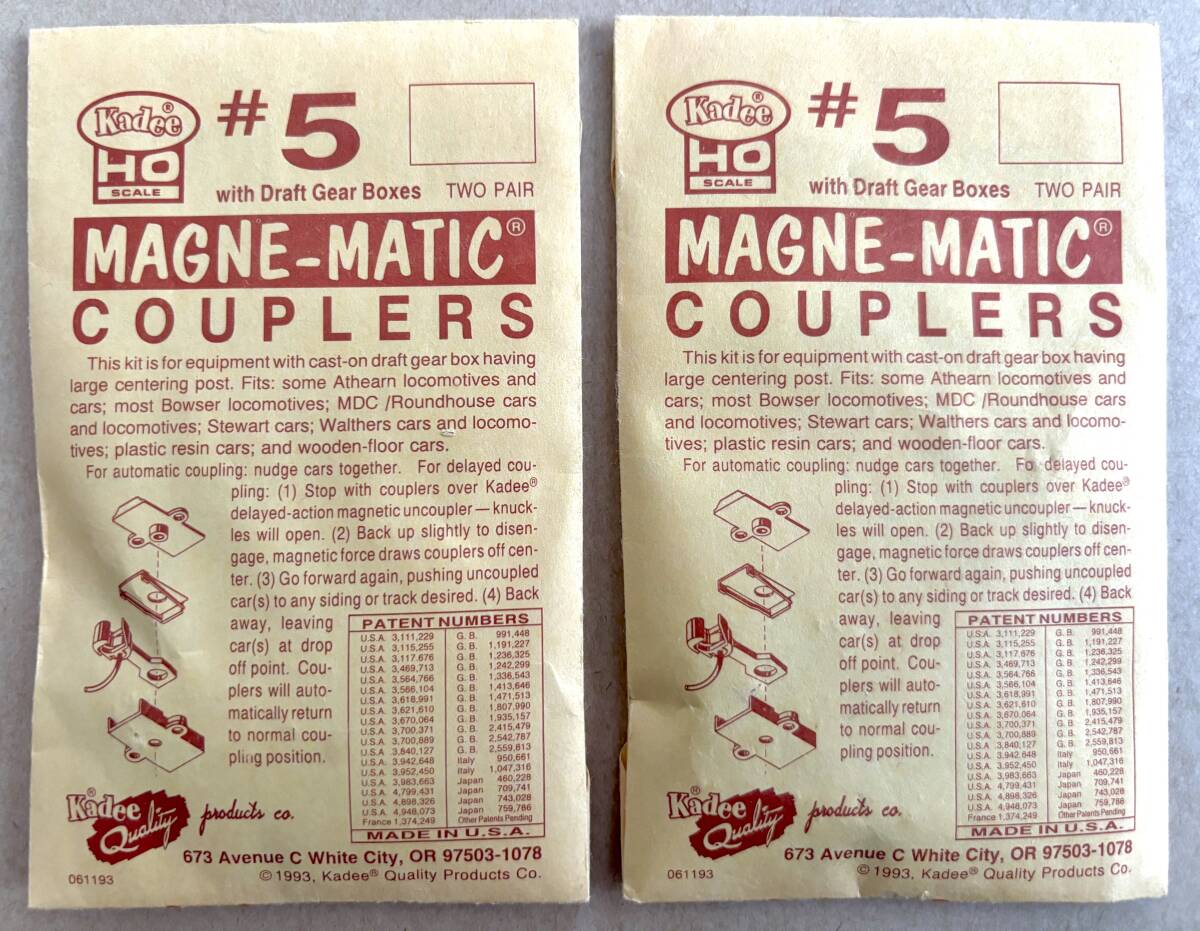 Kadee®
HO
SCALE
#5
with Draft Gear Boxes
TWO PAIR
MAGNE-MATIC®
COUPLERS
This kit is for equipment with cast-on draft gear box having
large centering post. Fits: some Athearn locomotives and
cars; most Bowser locomotives; MDC /Roundhouse cars
and locomotives; Stewart cars; Walthers cars and locomo-
tives; plastic resin cars; and wooden-floor cars.
For automatic coupling: nudge cars together. For delayed cou-
pling: (1) Stop with couplers over Kadee®
delayed-action magnetic uncoupler — knuck-
les will open. (2) Back up slightly to disen-
gage, magnetic force draws couplers off cen-
ter. (3) Go forward again, pushing uncoupled
car(s) to any siding or track desired. (4) Back
away, leaving
car(s) at drop
off point. Cou-
plers will auto-
matically return
to normal cou-
pling position.
PATENT NUMBERS
U.S.A. 3,111,229 G.B. 991,448
U.S.A. 3,115,255 G.B. 1,191,227
U.S.A. 3,117,676 G.B. 1,236,325
U.S.A. 3,469,713 G.B. 1,242,299
U.S.A. 3,564,766 G.B. 1,336,543
U.S.A. 3,566,104 G.B. 1,413,646
U.S.A. 3,618,991 G.B. 1,471,513
U.S.A. 3,621,610 G.B. 1,807,990
U.S.A. 3,670,064 G.B. 1,935,157
U.S.A. 3,700,371 G.B. 2,415,479
U.S.A. 3,700,889 G.B. 2,542,787
U.S.A. 3,840,127 G.B. 2,559,813
U.S.A. 3,942,648 Italy 950,661
U.S.A. 3,952,450 Italy 1,047,316
U.S.A. 3,983,663 Japan 460,228
U.S.A. 4,799,431 Japan 709,741
U.S.A. 4,898,326 Japan 743,028
U.S.A. 4,948,073 Japan 759,786
France 1,374,249 Other Patents Pending
MADE IN U.S.A.
Kadee®
Quality
products co.
673 Avenue C White City, OR 97503-1078
061193
©1993, Kadee® Quality Products Co.
Kadee®
HO
SCALE
#5
with Draft Gear Boxes
TWO PAIR
MAGNE-MATIC®
COUPLERS
This kit is for equipment with cast-on draft gear box having
large centering post. Fits: some Athearn locomotives and
cars; most Bowser locomotives; MDC /Roundhouse cars
and locomotives; Stewart cars; Walthers cars and locomo-
tives; plastic resin cars; and wooden-floor cars.
For automatic coupling: nudge cars together. Fo delayed cou-
pling: (1) Stop with couplers over Kadee®
delayed-action magnetic uncoupler — knuck-
les will open. (2) Back up slightly to disen-
gage, magnetic force draws couplers off cen-
ter. (3) Go forward again, pushing uncoupled
car(s) to any siding or track desired. (4) Back
away, leaving
car(s) at drop
off point. Cou-
plers will auto-
matically return
to normal cou-
pling position.
PATENT NUMBERS
U.S.A. 3,111,229 G.B. 991,448
U.S.A. 3,115,255 G.B. 1,191,227
U.S.A. 3,117,676 G.B. 1,236,325
U.S.A. 3,469,713 G.B. 1,242,299
U.S.A. 3,564,766 G.B. 1,336,543
U.S.A. 3,566,104 G.B. 1,413,646
U.S.A. 3,618,991 G.B. 1,471,513
U.S.A. 3,621,610 G.B. 1,807,990
U.S.A. 3,670,064 G.B. 1,935,157
U.S.A. 3,700,371 G.B. 2,415,479
U.S.A. 3,700,889 G.B. 2,542,787
U.S.A. 3,840,127 G.B. 2,559,813
U.S.A. 3,942,648 Italy 950,661
U.S.A. 3,952,450 Italy 1,047,316
U.S.A. 3,983,663 Japan 460,228
U.S.A. 4,799,431 Japan 709,741
U.S.A. 4,898,326 Japan 743,028
U.S.A. 4,948,073 Japan 759,786
France 1,374,249 Other Patents Pending
MADE IN U.S.A.
Kadee®
Quality
products co.
673 Avenue C White City, OR 97503-1078
061193
©1993, Kadee® Quality Products Co.